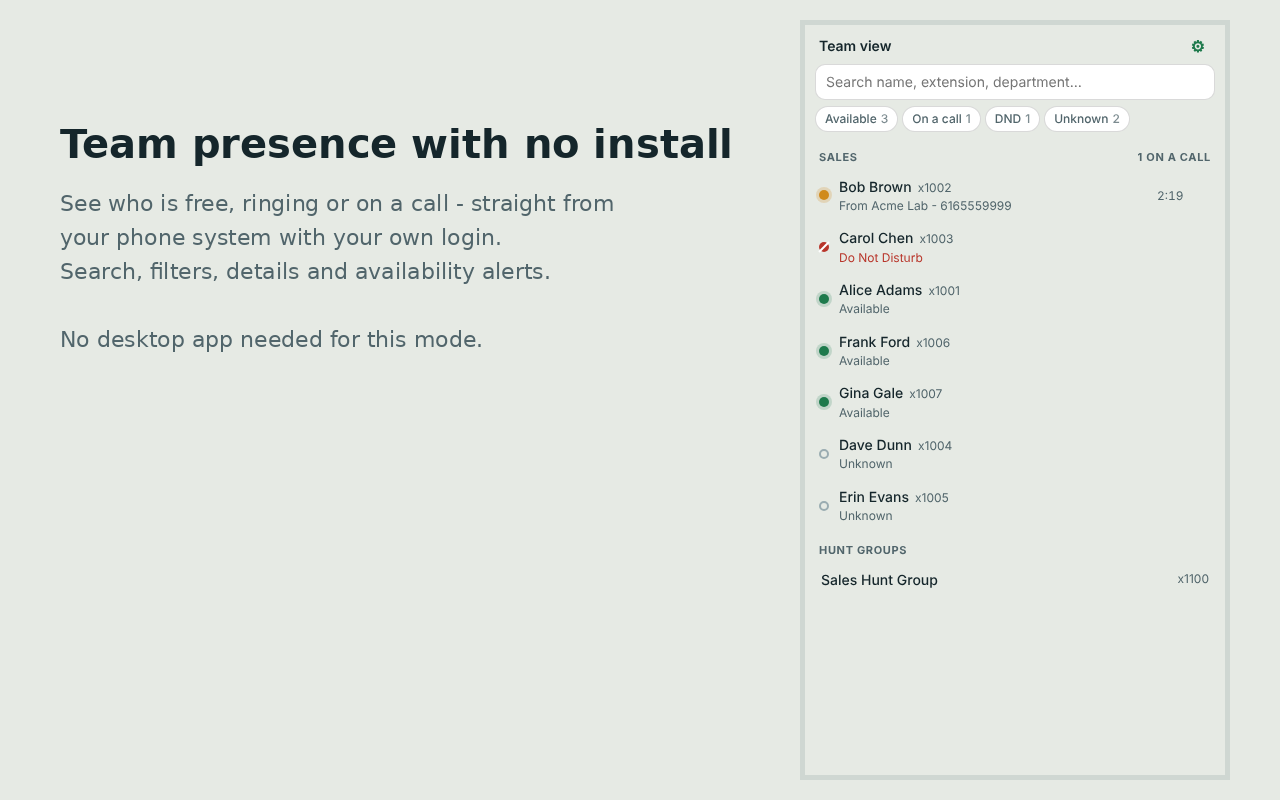 Team presence with no install
See who is free, ringing or on a call - straight from
your phone system with your own login.
Search, filters, details and availability alerts.
No desktop app needed for this mode.
Team view
Search name, extension, department...
Available 3 On a call 1 DND 1 Unknown 2
SALES 1 ON A CALL
Bob Brown x1002
From Acme Lab - 6165559999 2:19
Carol Chen x1003
Do Not Disturb
Alice Adams x1001
Available
Frank Ford x1006
Available
Gina Gale x1007
Available
Dave Dunn x1004
Unknown
Erin Evans x1005
Unknown
HUNT GROUPS
Sales Hunt Group x1100